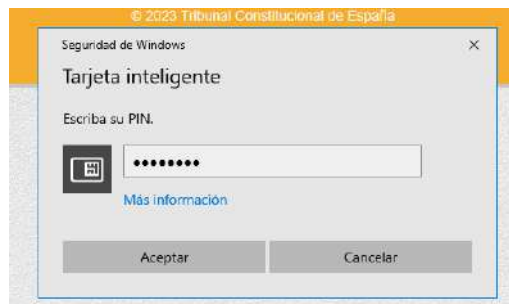 © 2023 Tribunal Constitucional de España
Seguridad de Windows
Tarjeta inteligente
Escriba su PIN.
••••••••
Más información
Aceptar Cancelar